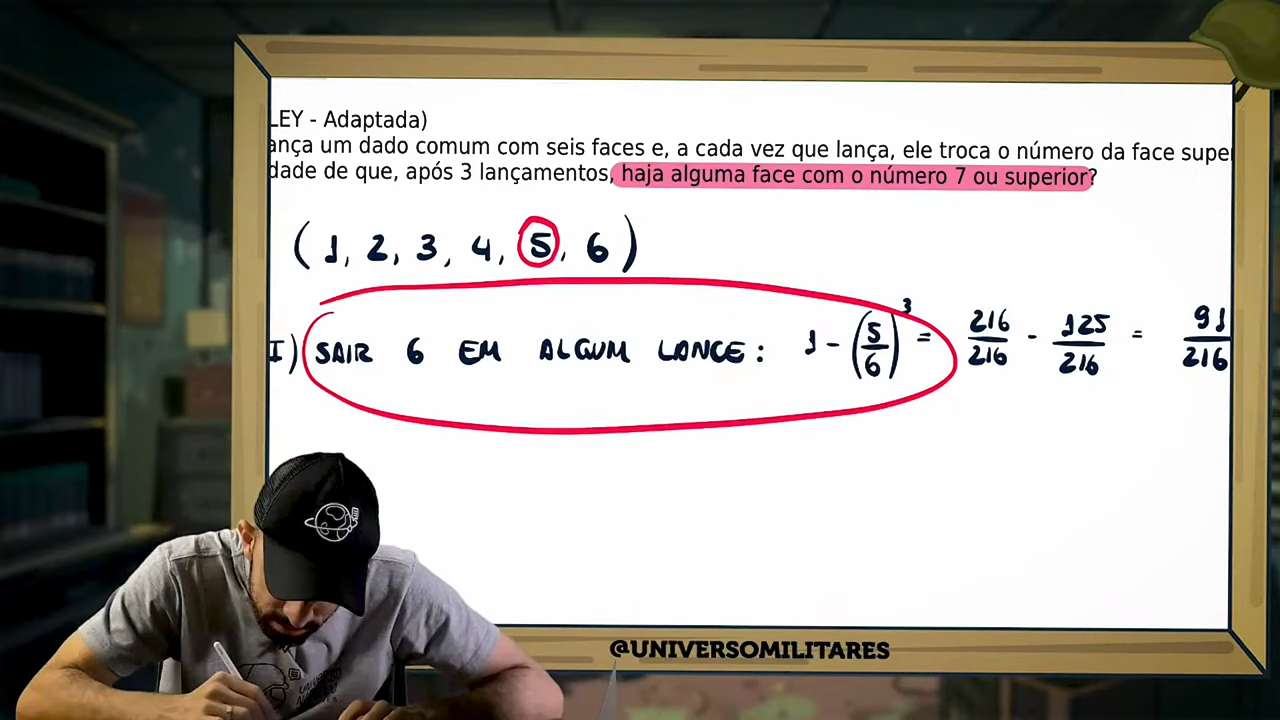 LEY - Adaptada)
ança um dado comum com seis faces e, a cada vez que lança, ele troca o número da face super
dade de que, após 3 lançamentos, haja alguma face com o número 7 ou superior?
(1, 2, 3, 4, 5, 6)
I) SAIR 6 EM ALGUM LANCE: 1 - (5/6)³ = 216/216 - 125/216 = 91/216
@UNIVERSOMILITARES